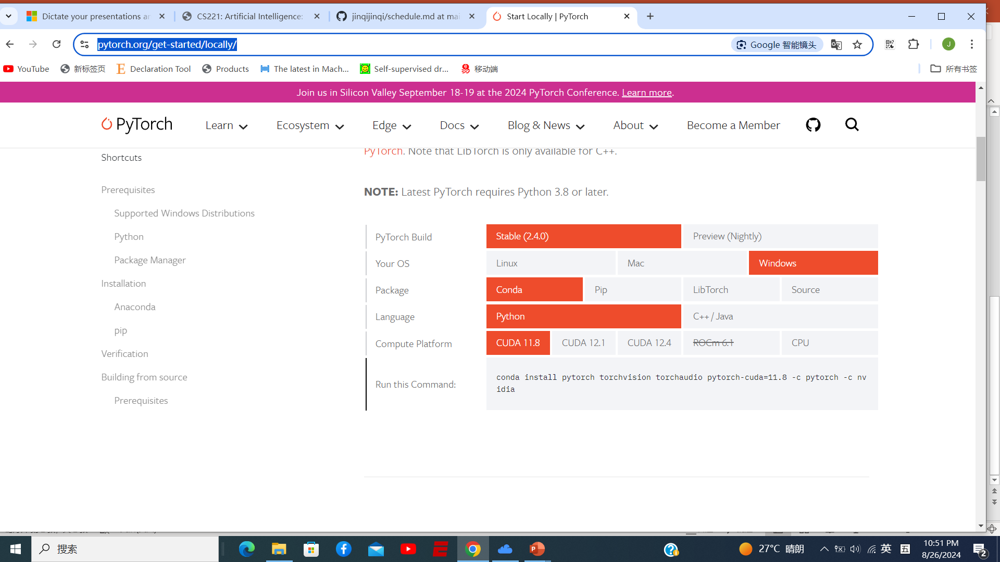 Dictate your presentations an
CS221: Artificial Intelligence:
jinqijinqi/schedule.md at mai
Start Locally | PyTorch
pytorch.org/get-started/locally/
Google 智能镜头
J
YouTube
新标签页
Declaration Tool
Products
The latest in Mach...
Self-supervised dr...
移动端
所有书签
Join us in Silicon Valley September 18-19 at the 2024 PyTorch Conference. Learn more.
PyTorch
Learn
Ecosystem
Edge
Docs
Blog & News
About
Become a Member
Shortcuts
Prerequisites
Supported Windows Distributions
Python
Package Manager
Installation
Anaconda
pip
Verification
Building from source
Prerequisites
PyTorch. Note that LibTorch is only available for C++.
NOTE: Latest PyTorch requires Python 3.8 or later.
PyTorch Build
Stable (2.4.0)
Preview (Nightly)
Your OS
Linux
Mac
Windows
Package
Conda
Pip
LibTorch
Source
Language
Python
C++ / Java
Compute Platform
CUDA 11.8
CUDA 12.1
CUDA 12.4
ROCm 6.1
CPU
Run this Command:
conda install pytorch torchvision torchaudio pytorch-cuda=11.8 -c pytorch -c nv
idia
搜索
27°C 晴朗
英
五
10:51 PM
8/26/2024
2